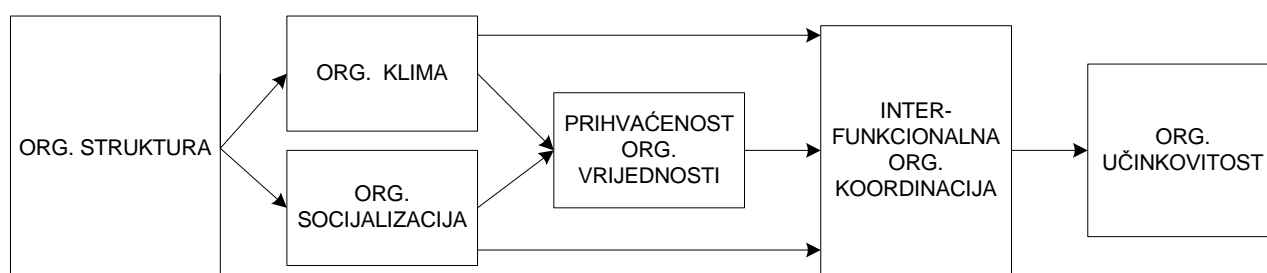 ORG. STRUKTURA
ORG. KLIMA
ORG.
SOCIJALIZACIJA
PRIHVAĆENOST
ORG.
VRIJEDNOSTI
INTER-
FUNKCIONALNA
ORG.
KOORDINACIJA
ORG.
UČINKOVITOST